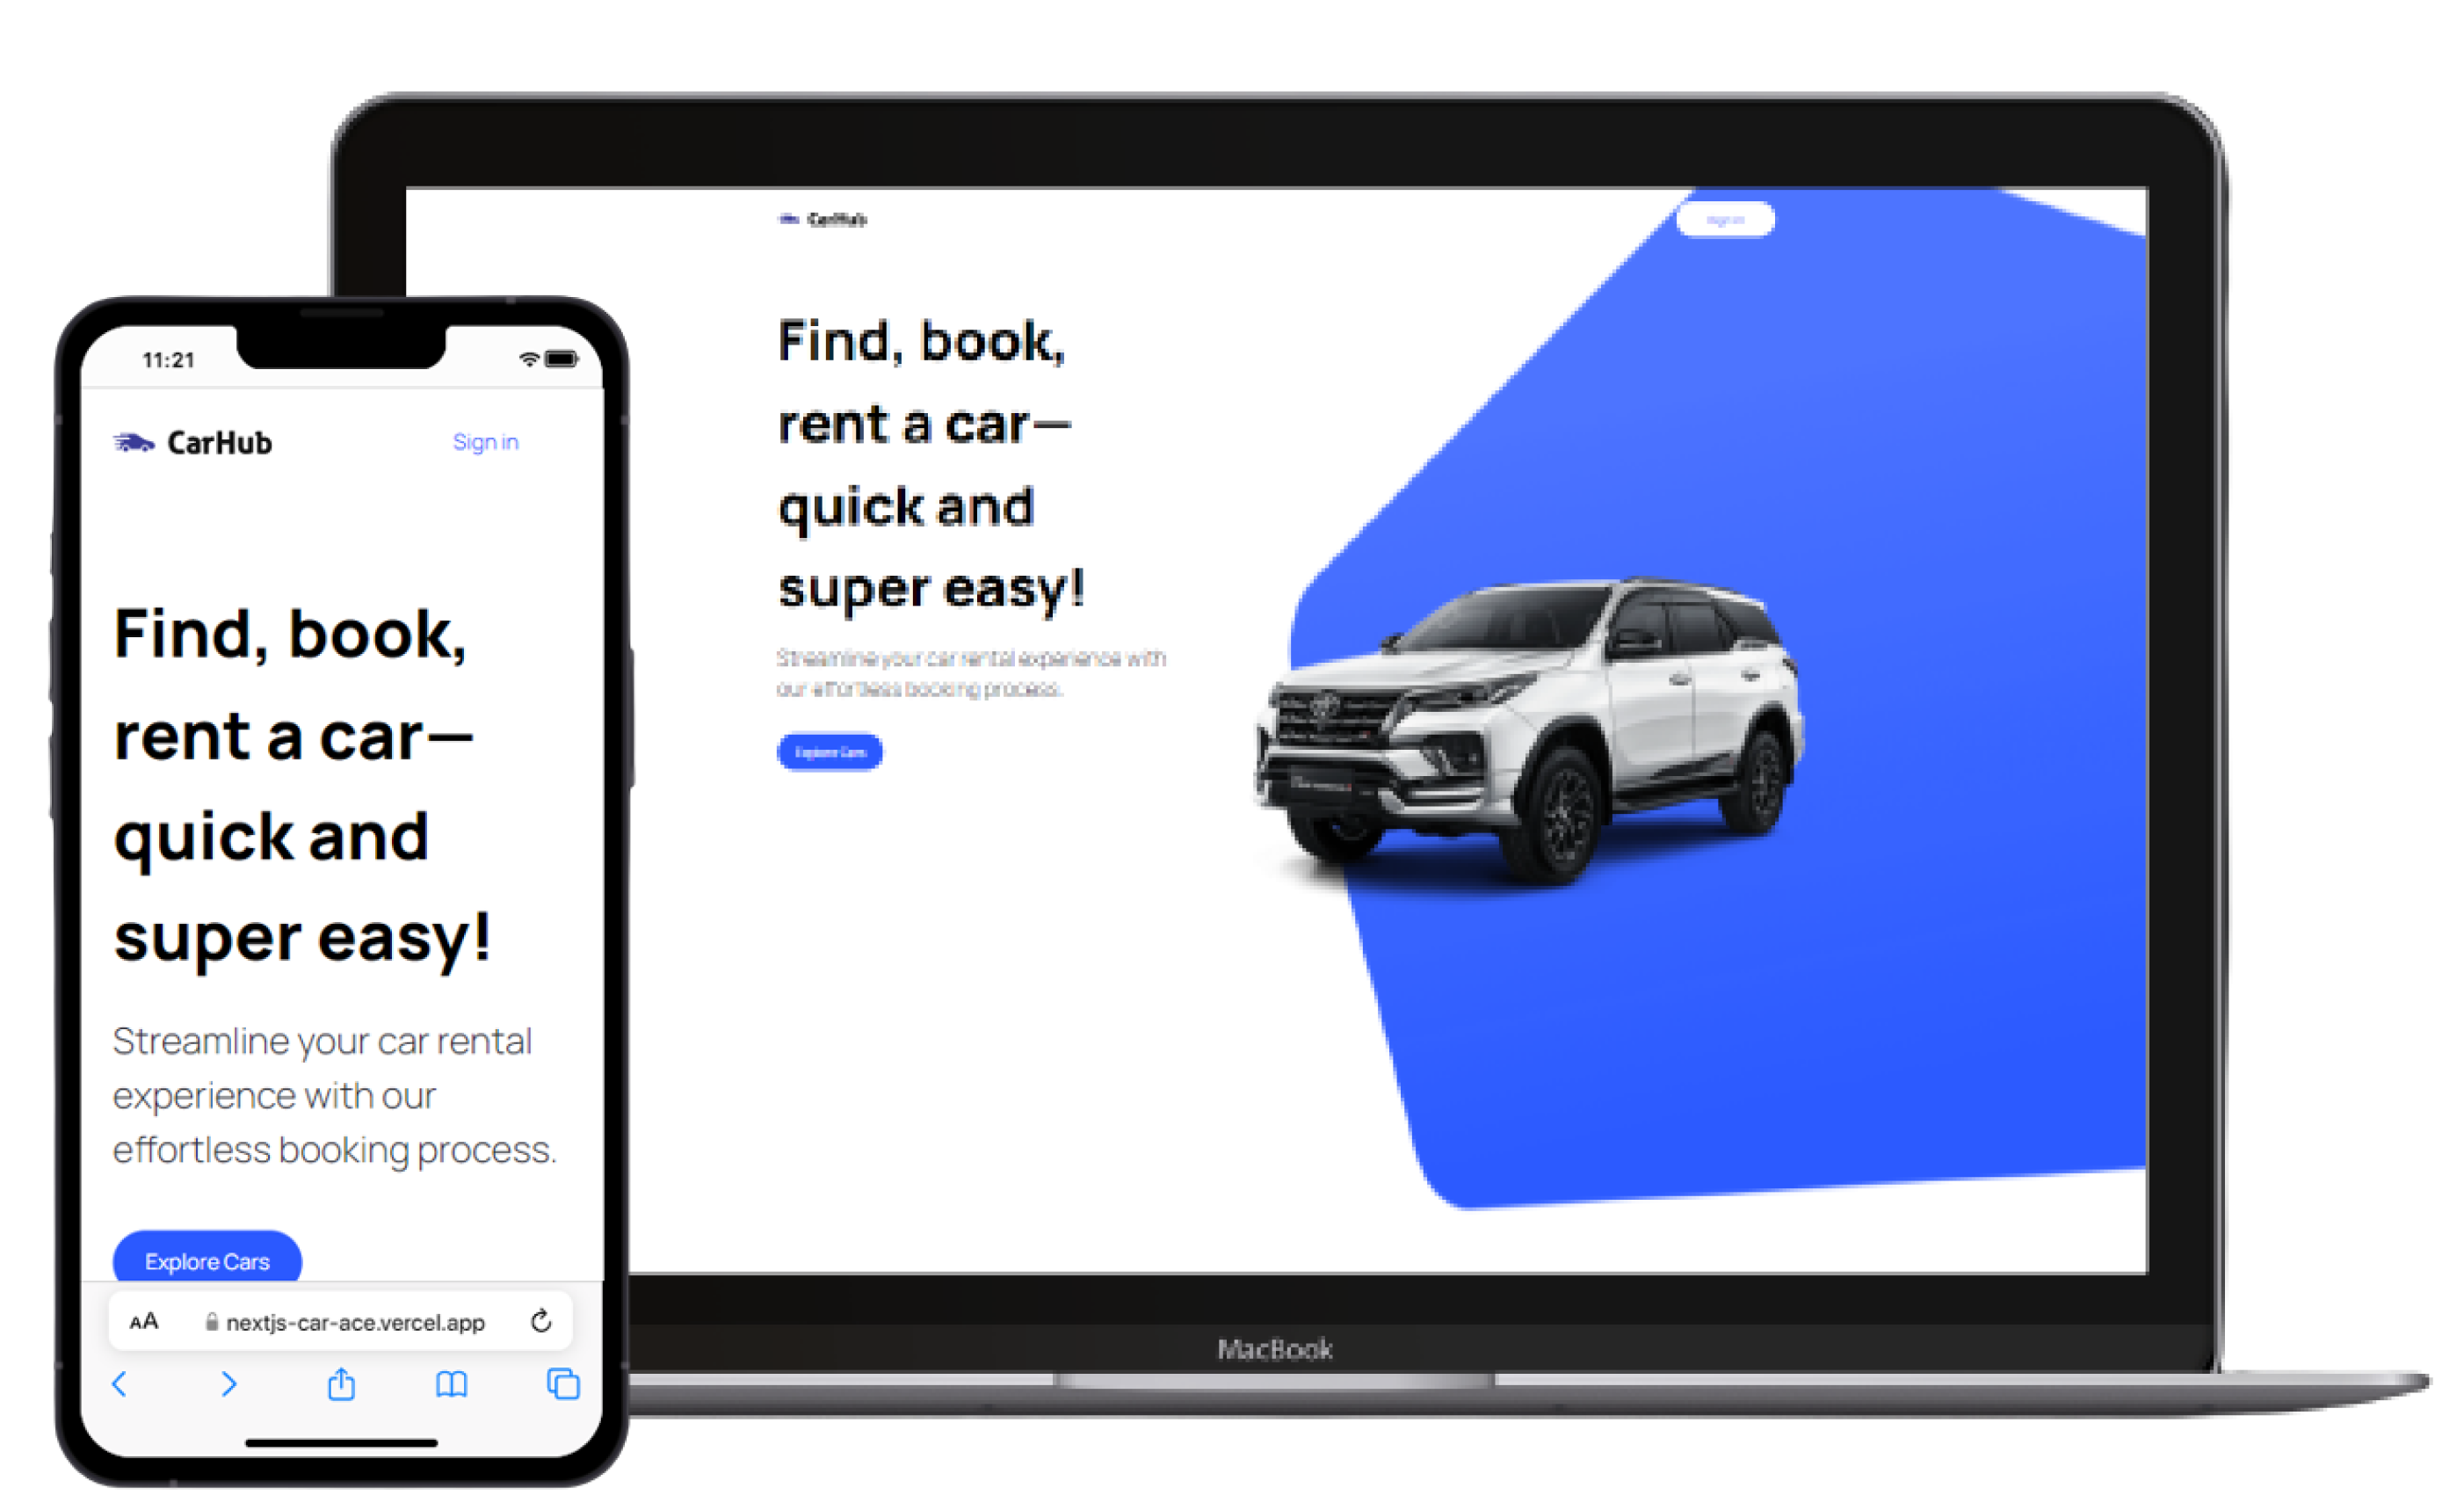 CarHub
Sign in
Find, book,
rent a car—
quick and
super easy!
Streamline your car rental experience with
our effortless booking process.
Explore Cars
MacBook
11:21
CarHub
Sign in
Find, book,
rent a car—
quick and
super easy!
Streamline your car rental
experience with our
effortless booking process.
Explore Cars
AA
nextjs-car-ace.vercel.app